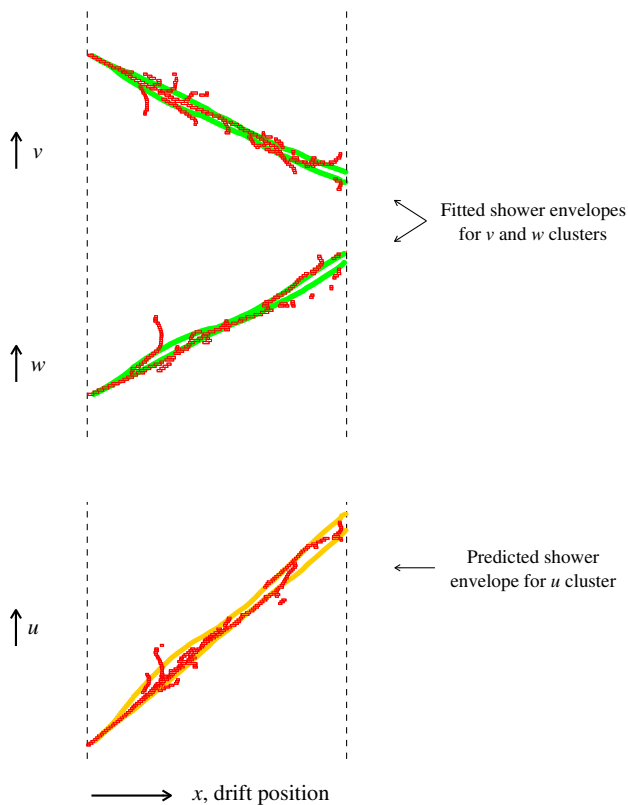 v
Fitted shower envelopes
for v and w clusters
w
Predicted shower
envelope for u cluster
u
x, drift position